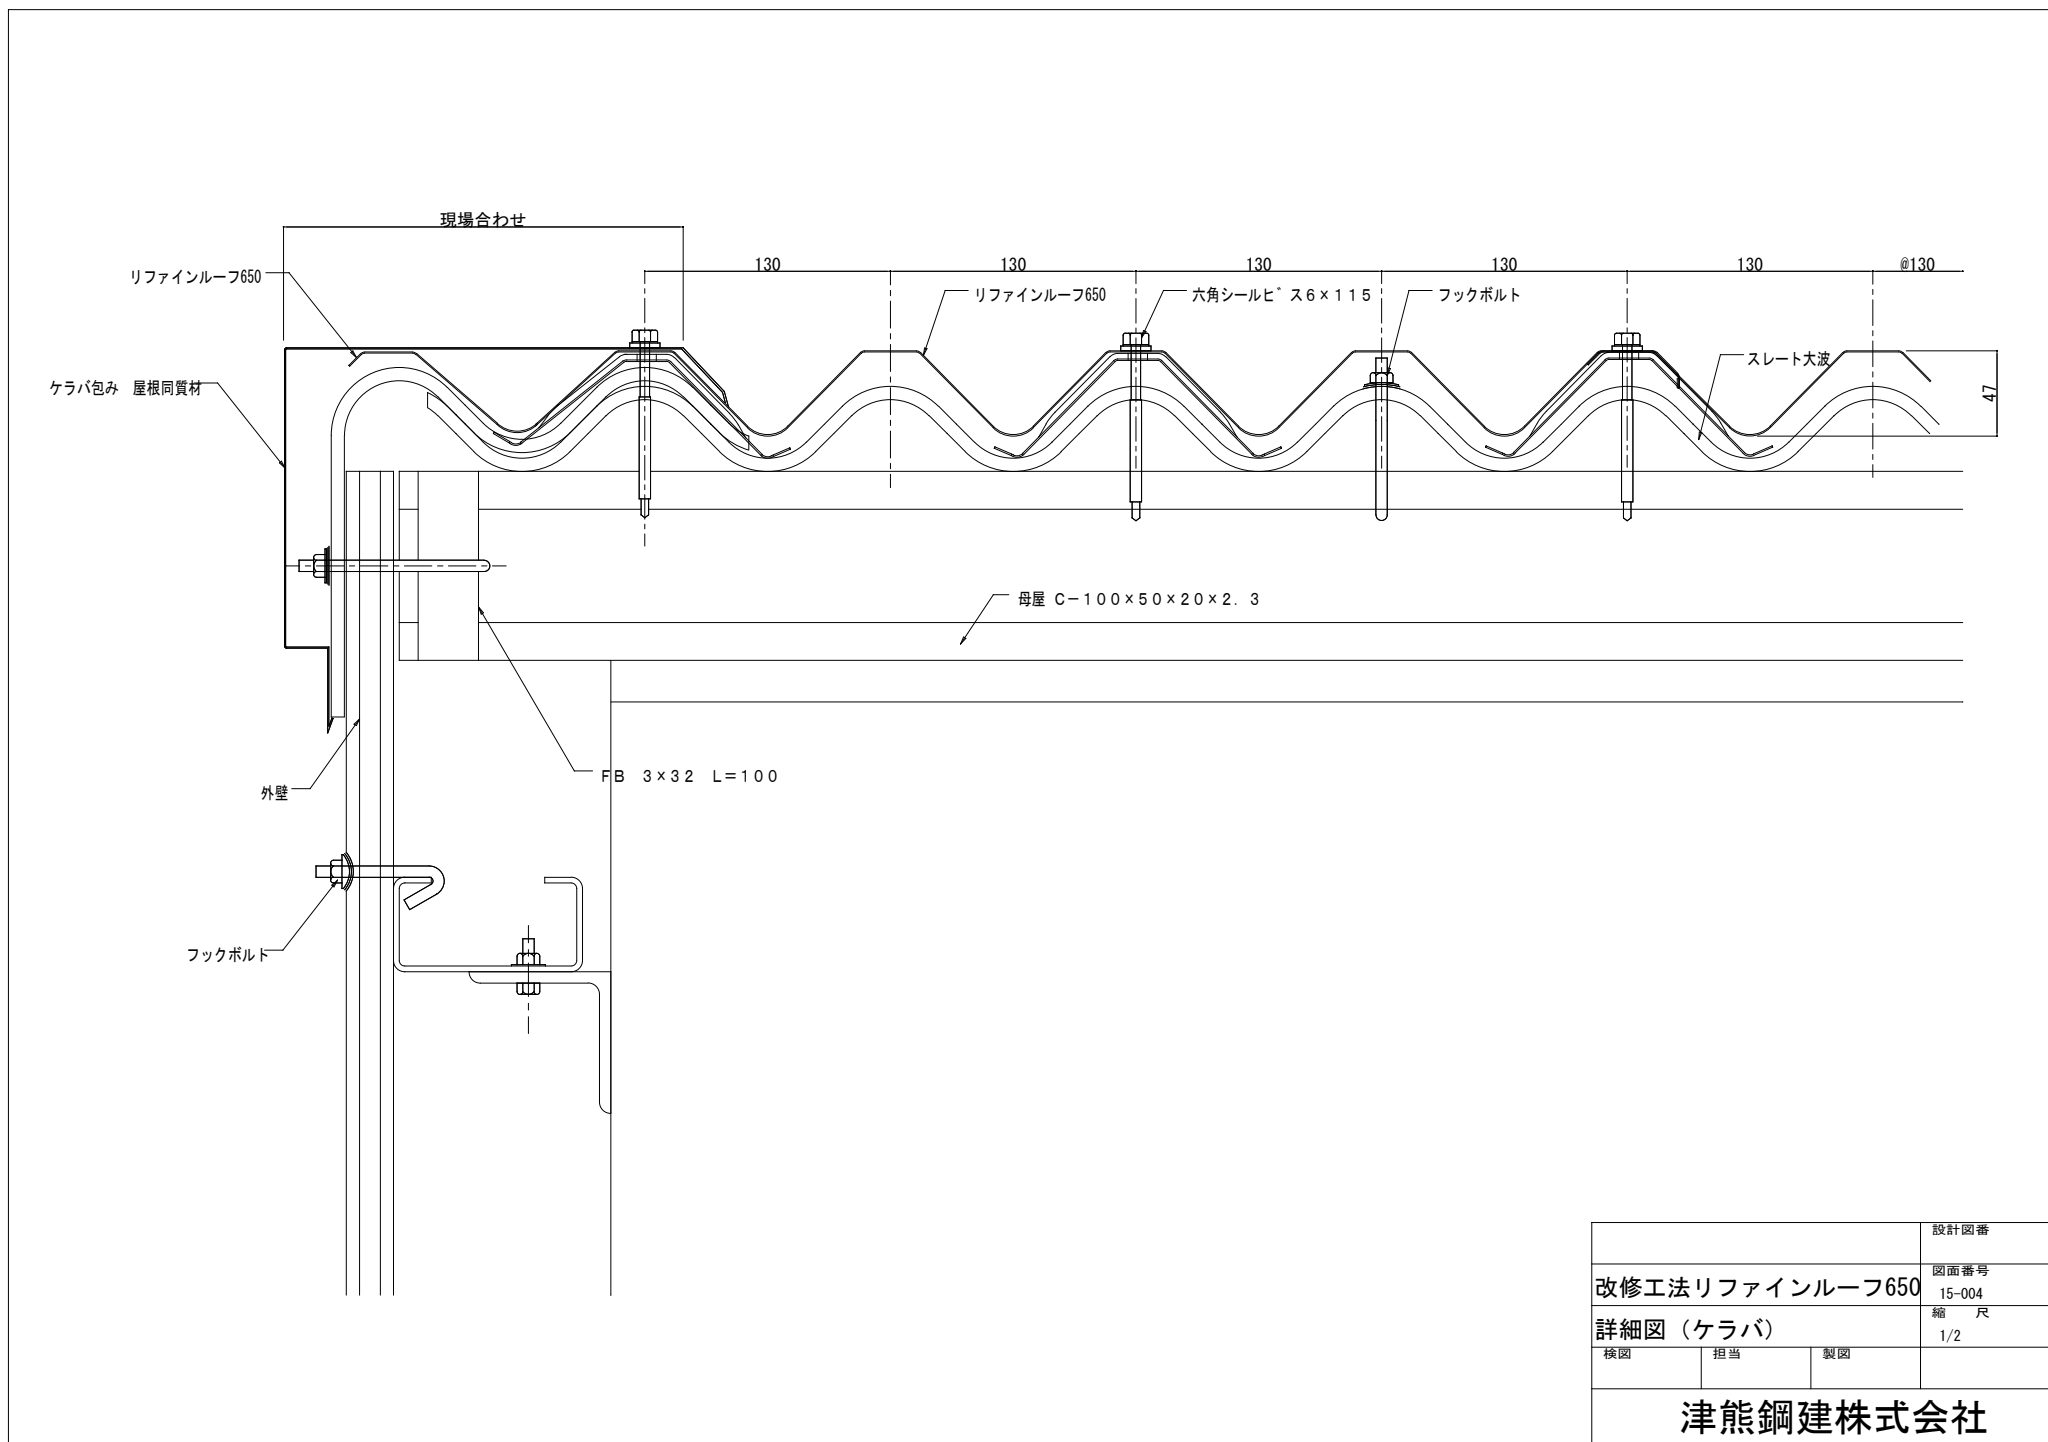 現場合わせ
130
130
130
130
130
@130
リファインルーフ650
リファインルーフ650
六角シールビス6×115
フックボルト
スレート大波
ケラバ包み 屋根同質材
47
母屋 C-100×50×20×2.3
FB 3×32 L=100
外壁
フックボルト
設計図番
改修工法リファインルーフ650
図面番号
15-004
詳細図(ケラバ)
縮 尺
1/2
検図
担当
製図
津熊鋼建株式会社